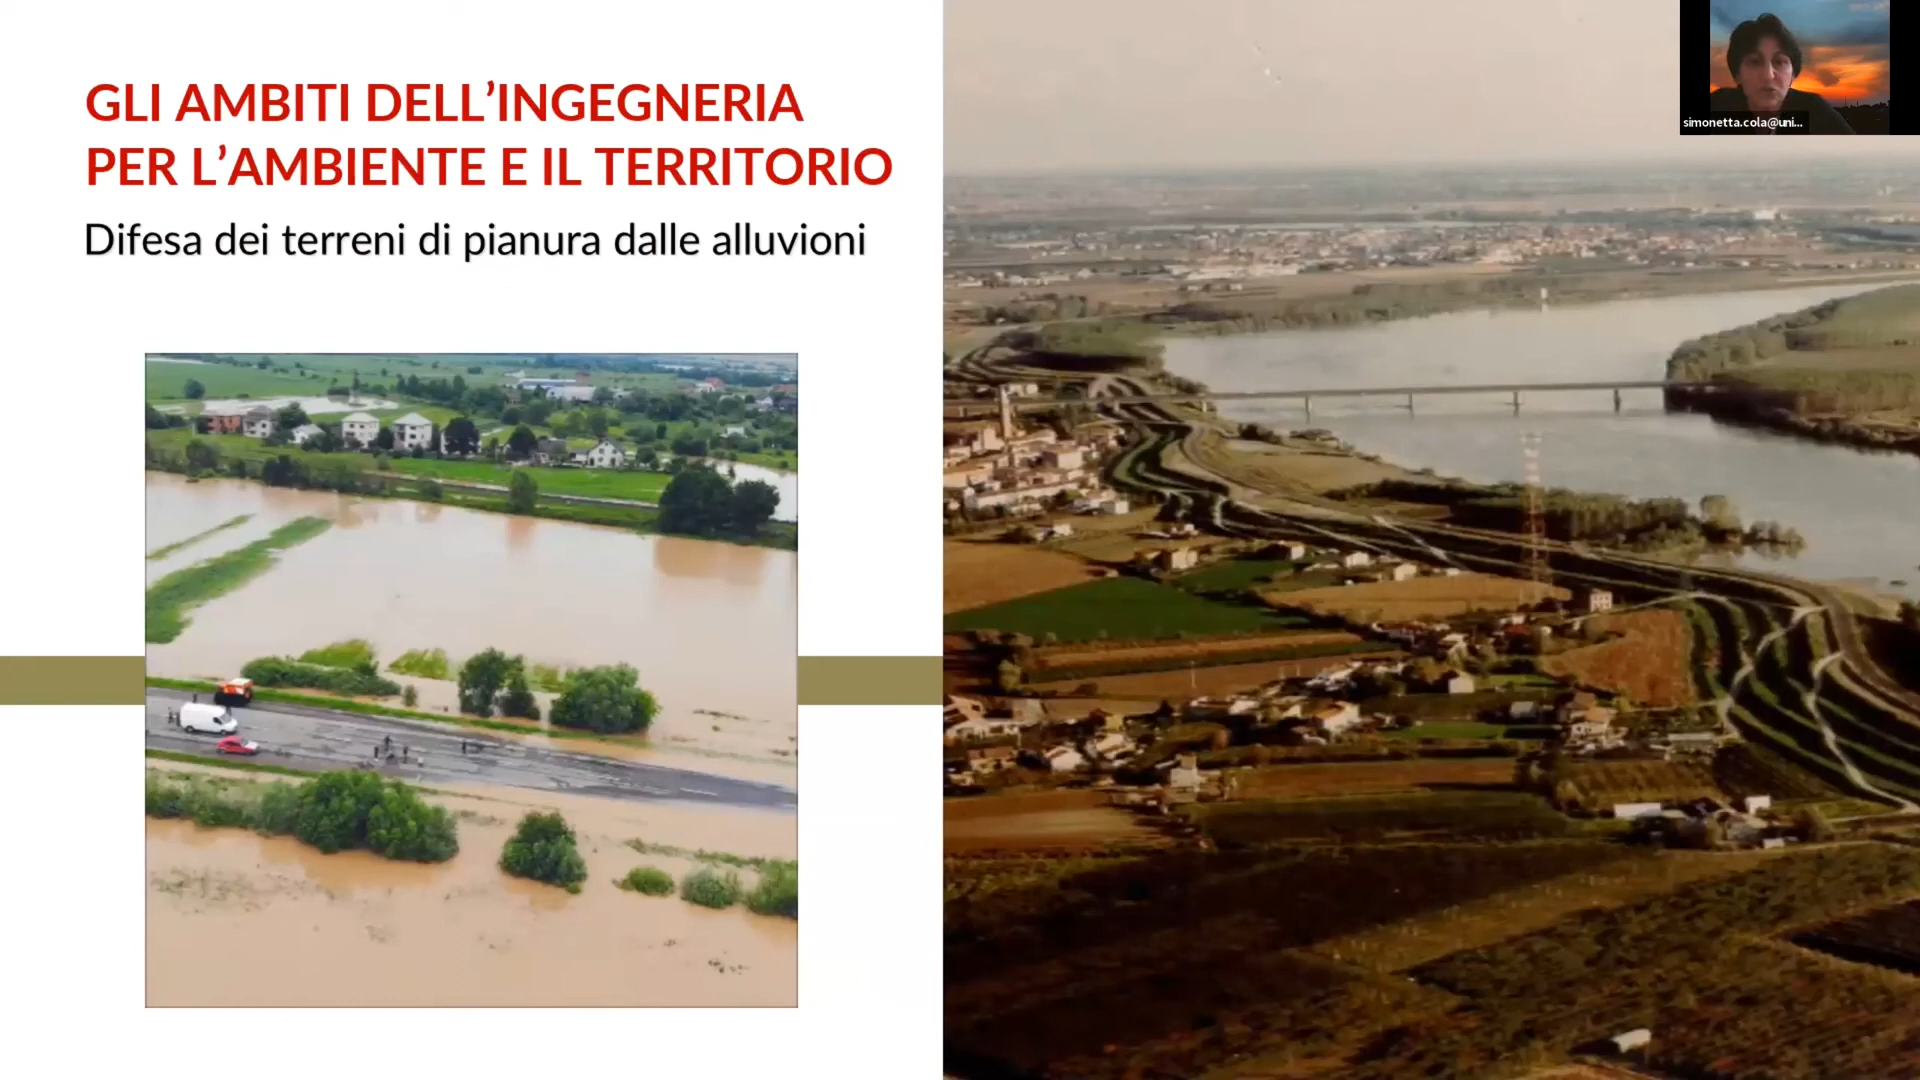 GLI AMBITI DELL’INGEGNERIA
PER L’AMBIENTE E IL TERRITORIO
Difesa dei terreni di pianura dalle alluvioni
simonetta.cola@uni...